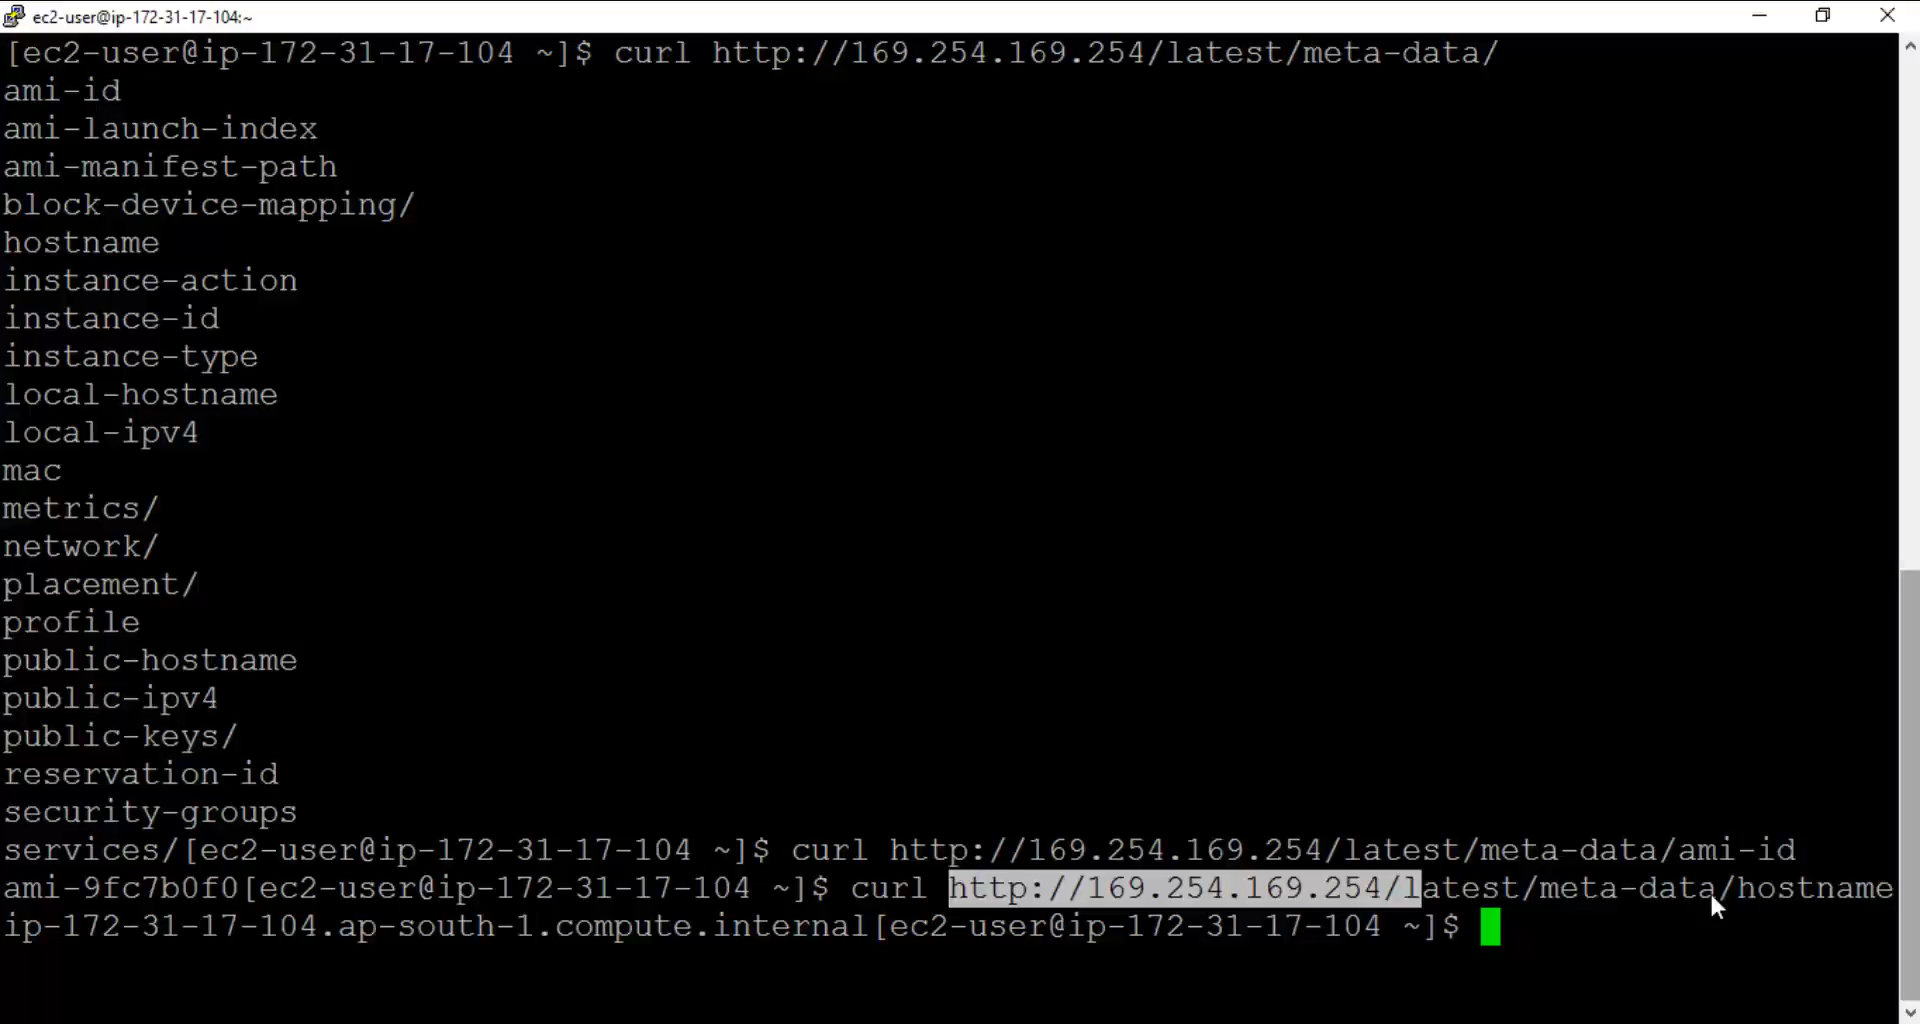 ec2-user@ip-172-31-17-104:~
[ec2-user@ip-172-31-17-104 ~]$ curl http://169.254.169.254/latest/meta-data/
ami-id
ami-launch-index
ami-manifest-path
block-device-mapping/
hostname
instance-action
instance-id
instance-type
local-hostname
local-ipv4
mac
metrics/
network/
placement/
profile
public-hostname
public-ipv4
public-keys/
reservation-id
security-groups
services/[ec2-user@ip-172-31-17-104 ~]$ curl http://169.254.169.254/latest/meta-data/ami-id
ami-9fc7b0f0[ec2-user@ip-172-31-17-104 ~]$ curl http://169.254.169.254/latest/meta-data/hostname
ip-172-31-17-104.ap-south-1.compute.internal[ec2-user@ip-172-31-17-104 ~]$